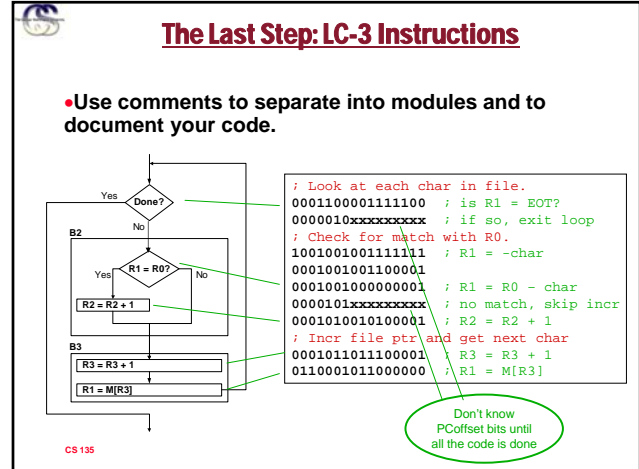 The Last Step: LC-3 Instructions
•Use comments to separate into modules and to
document your code.
Yes
Done?
No
B2
Yes
R1 = R0?
No
R2 = R2 + 1
B3
R3 = R3 + 1
R1 = M[R3]
; Look at each char in file.
0001100001111100 ; is R1 = EOT?
0000010xxxxxxxxx ; if so, exit loop
; Check for match with R0.
1001001001111111 ; R1 = -char
0001001001100001
0001001000000001 ; R1 = R0 - char
0000101xxxxxxxxx ; no match, skip incr
0001010010100001 ; R2 = R2 + 1
; Incr file ptr and get next char
0001011011100001 ; R3 = R3 + 1
0110001011000000 ; R1 = M[R3]
Don't know
PCoffset bits until
all the code is done
CS 135